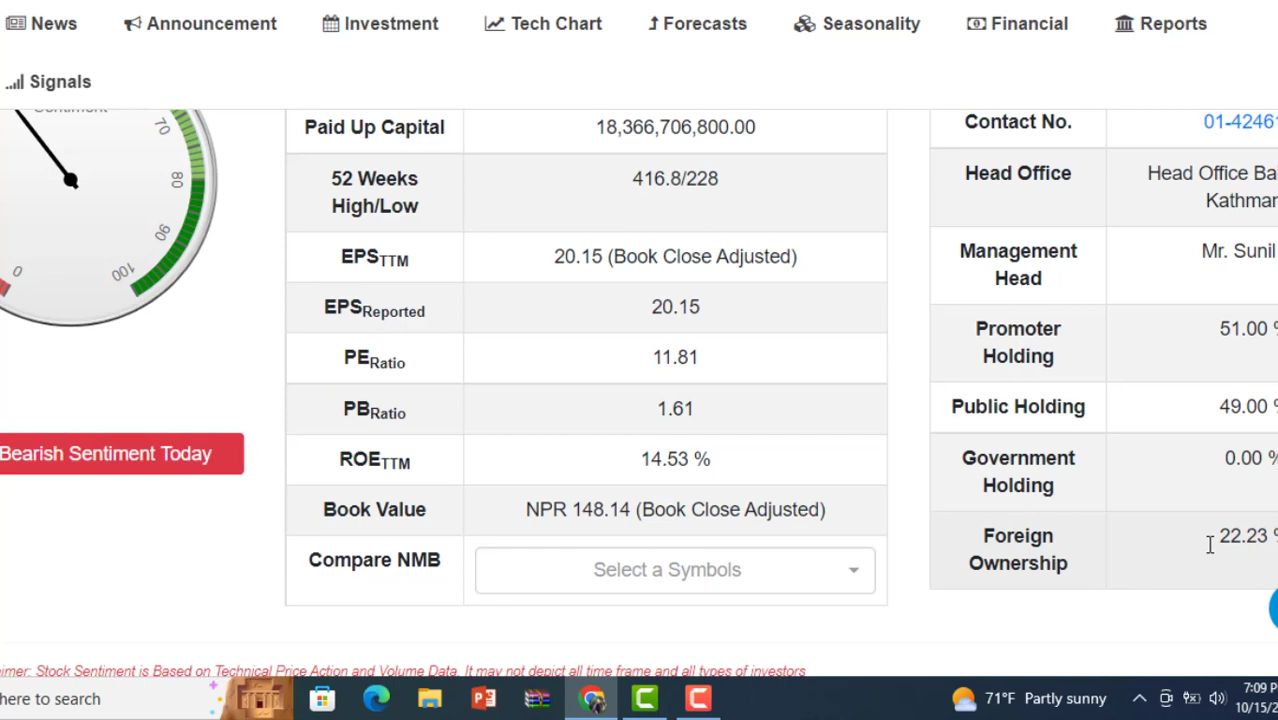 News
Announcement
Investment
Tech Chart
Forecasts
Seasonality
Financial
Reports
Signals
70
80
90
100
0
Bearish Sentiment Today
Paid Up Capital 18,366,706,800.00
52 Weeks 416.8/228
High/Low
EPSTTM 20.15 (Book Close Adjusted)
EPSReported 20.15
PERatio 11.81
PBRatio 1.61
ROETTM 14.53 %
Book Value NPR 148.14 (Book Close Adjusted)
Compare NMB Select a Symbols
Contact No. 01-4246
Head Office Head Office Ba
Kathmar
Management Mr. Sunil
Head
Promoter 51.00 %
Holding
Public Holding 49.00 %
Government 0.00 %
Holding
Foreign 22.23 %
Ownership
imer: Stock Sentiment is Based on Technical Price Action and Volume Data. It may not depict all time frame and all types of investors
here to search
71°F Partly sunny
7:09 P
10/15/2